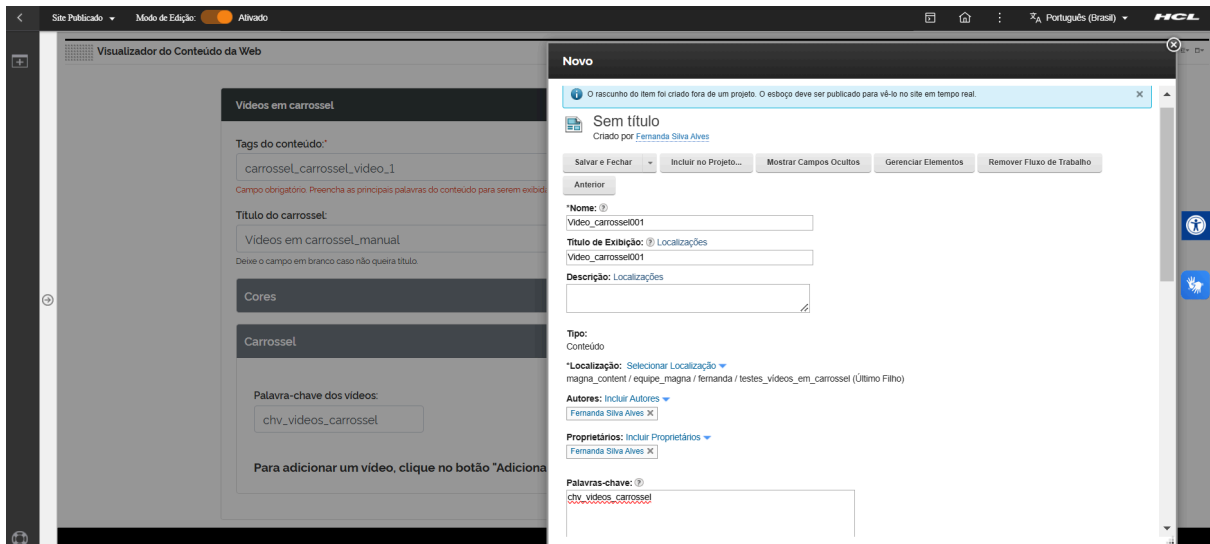 Site Publicado
Modo de Edição:
Ativado
Português (Brasil)
HCL
Visualizador do Conteúdo da Web
Vídeos em carrossel
Tags do conteúdo:*
carrossel_carrossel_video_1
Campo obrigatório. Preencha as principais palavras do conteúdo para serem exibid
Título do carrossel:
Vídeos em carrossel_manual
Deixe o campo em branco caso não queira título.
Cores
Carrossel
Palavra-chave dos vídeos:
chv_videos_carrossel
Para adicionar um vídeo, clique no botão "Adiciona
Novo
O rascunho do item foi criado fora de um projeto. O esboço deve ser publicado para vê-lo no site em tempo real.
Sem título
Criado por Fernanda Silva Alves
Salvar e Fechar
Incluir no Projeto...
Mostrar Campos Ocultos
Gerenciar Elementos
Remover Fluxo de Trabalho
Anterior
*Nome:
Video_carrossel001
Título de Exibição: Localizações
Video_carrossel001
Descrição: Localizações
Tipo:
Conteúdo
*Localização: Selecionar Localização
magna_content / equipe_magna / fernanda / testes_vídeos_em_carrossel (Último Filho)
Autores: Incluir Autores
Fernanda Silva Alves
Proprietários: Incluir Proprietários
Fernanda Silva Alves
Palavras-chave:
chv_videos_carrossel